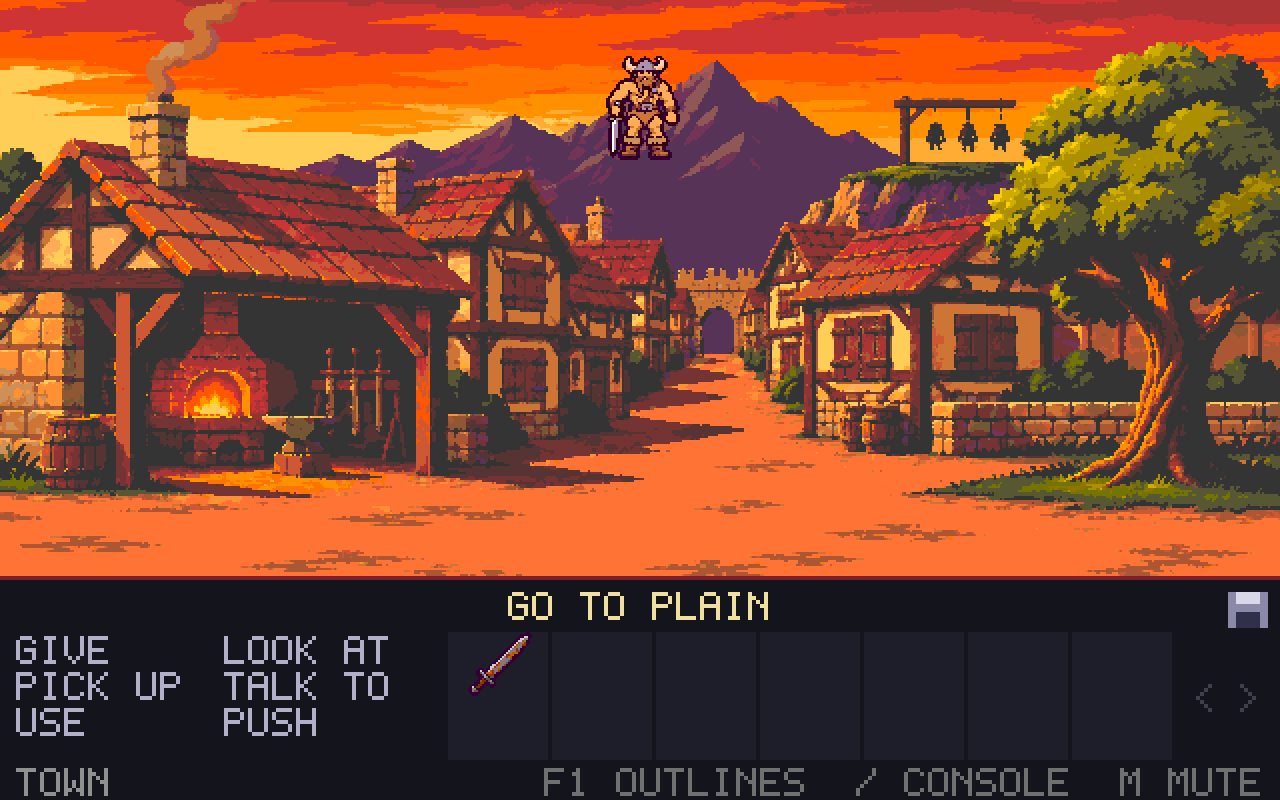 GO TO PLAIN
GIVE LOOK AT
PICK UP TALK TO
USE PUSH
TOWN F1 OUTLINES / CONSOLE M MUTE